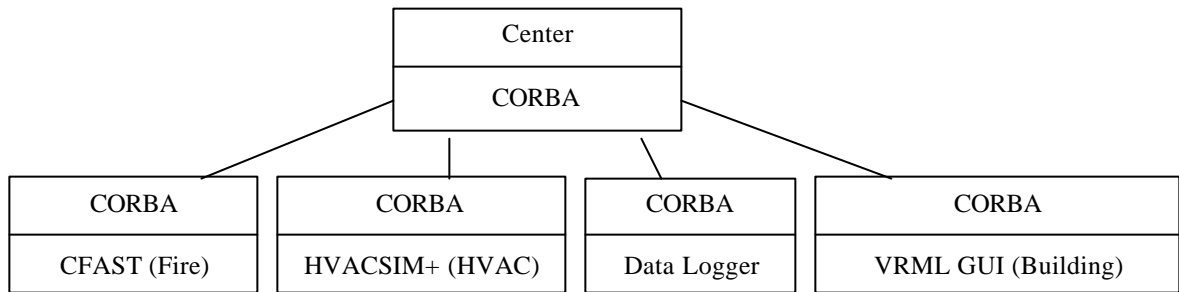 Center
CORBA
CORBA
CORBA
CORBA
CORBA
CFAST (Fire)
HVACSIM+ (HVAC)
Data Logger
VRML GUI (Building)